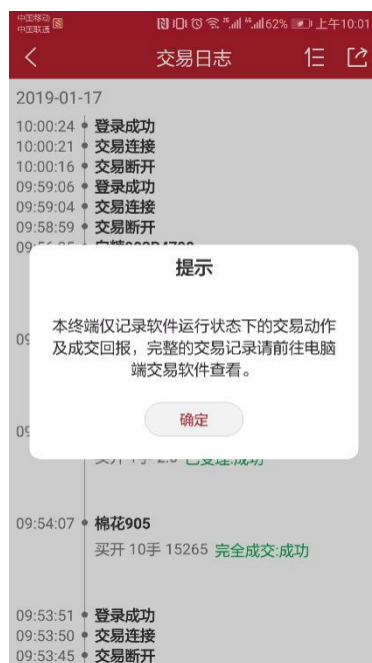 中国移动
中国联通
62% 上午10:01
交易日志
2019-01-17
10:00:24 登录成功
10:00:21 交易连接
10:00:16 交易断开
09:59:06 登录成功
09:59:04 交易连接
09:58:59 交易断开
提示
本终端仅记录软件运行状态下的交易动作
及成交回报，完整的交易记录请前往电脑
端交易软件查看。
确定
09:54:07 棉花905
买开 10手 15265 完全成交:成功
09:53:51 登录成功
09:53:50 交易连接
09:53:45 交易断开